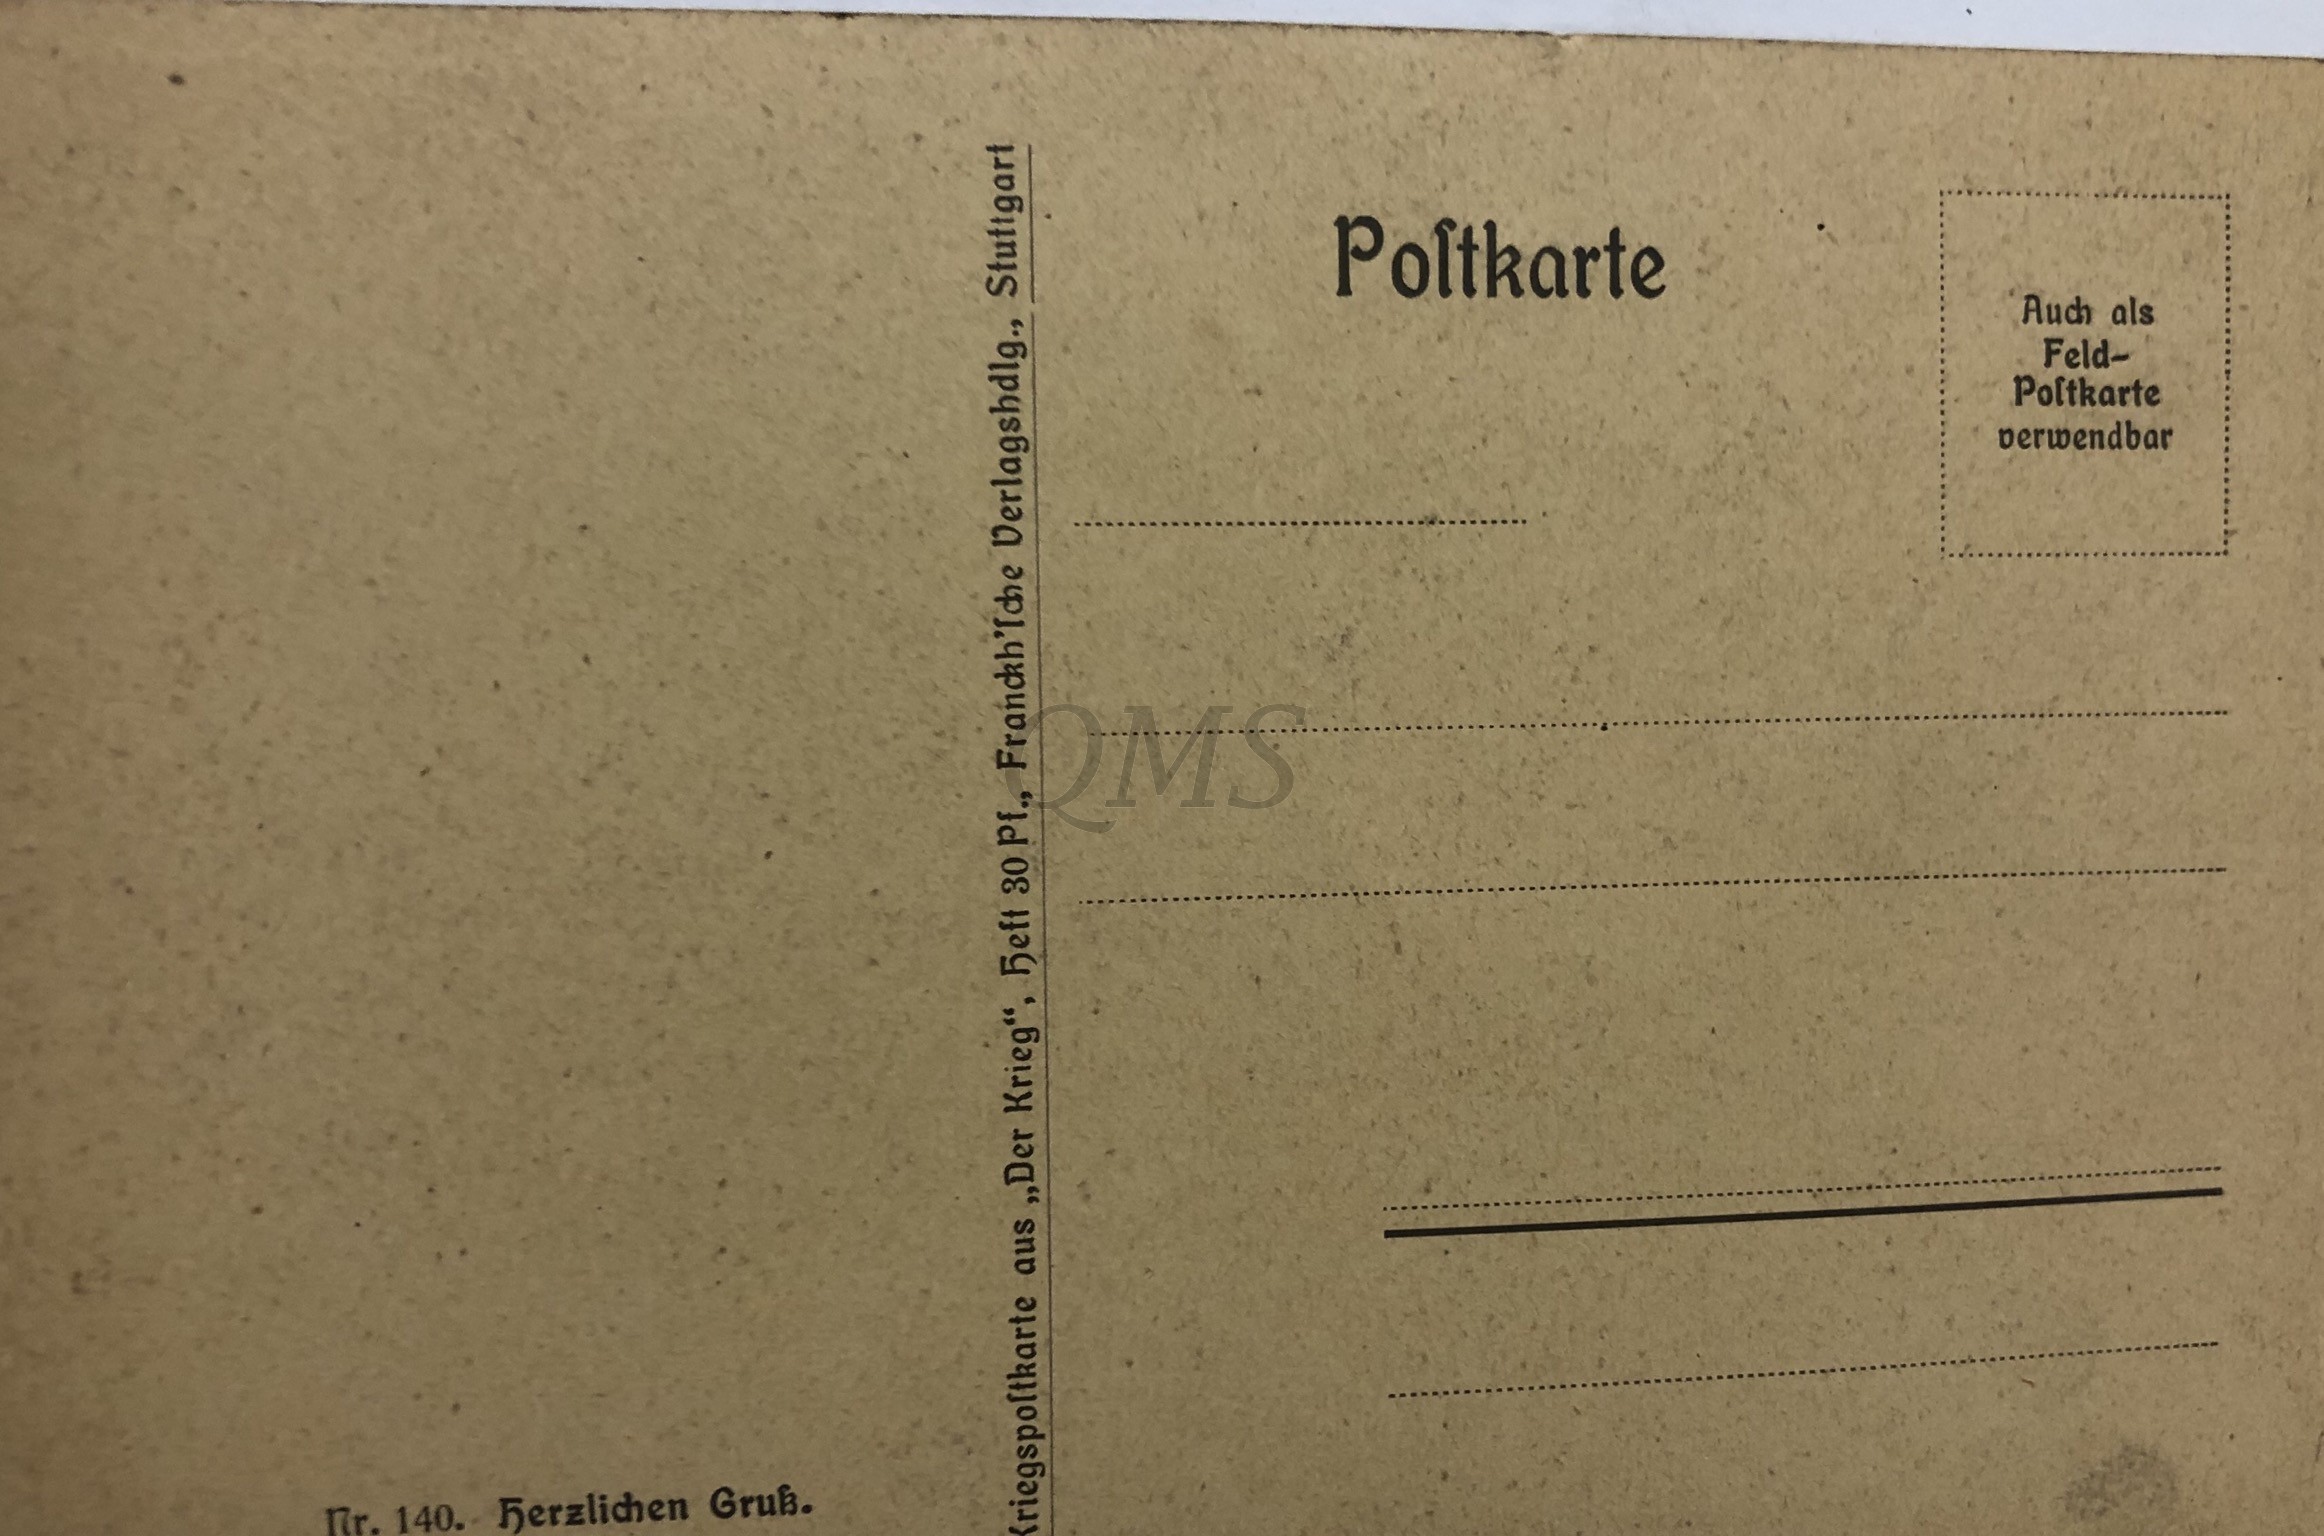 Poſtkarte
Auch als
Feld-
Poſtkarte
verwendbar
Kriegspoſtkarte aus „Der Krieg“, Heft 30 Pf., Franckh'ſche Verlagshdlg., Stuttgart
Nr. 140. Herzlichen Gruß.
QMS